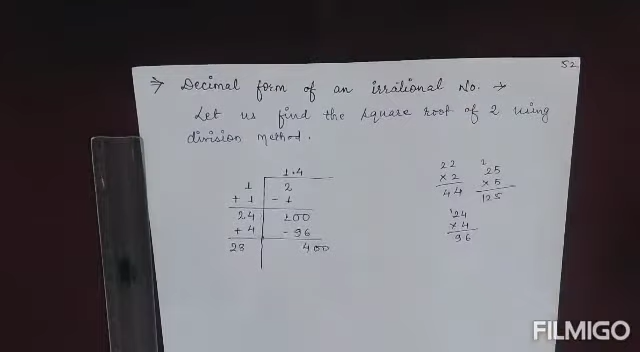 52
⇒ Decimal form of an irrational No. →
Let us find the square root of 2 using
division method.
1.4
1 2
+ 1 - 1
24 100
+ 4 - 96
28 400
22
× 2
44
2
25
× 5
125
1
24
× 4
96
FILMIGO